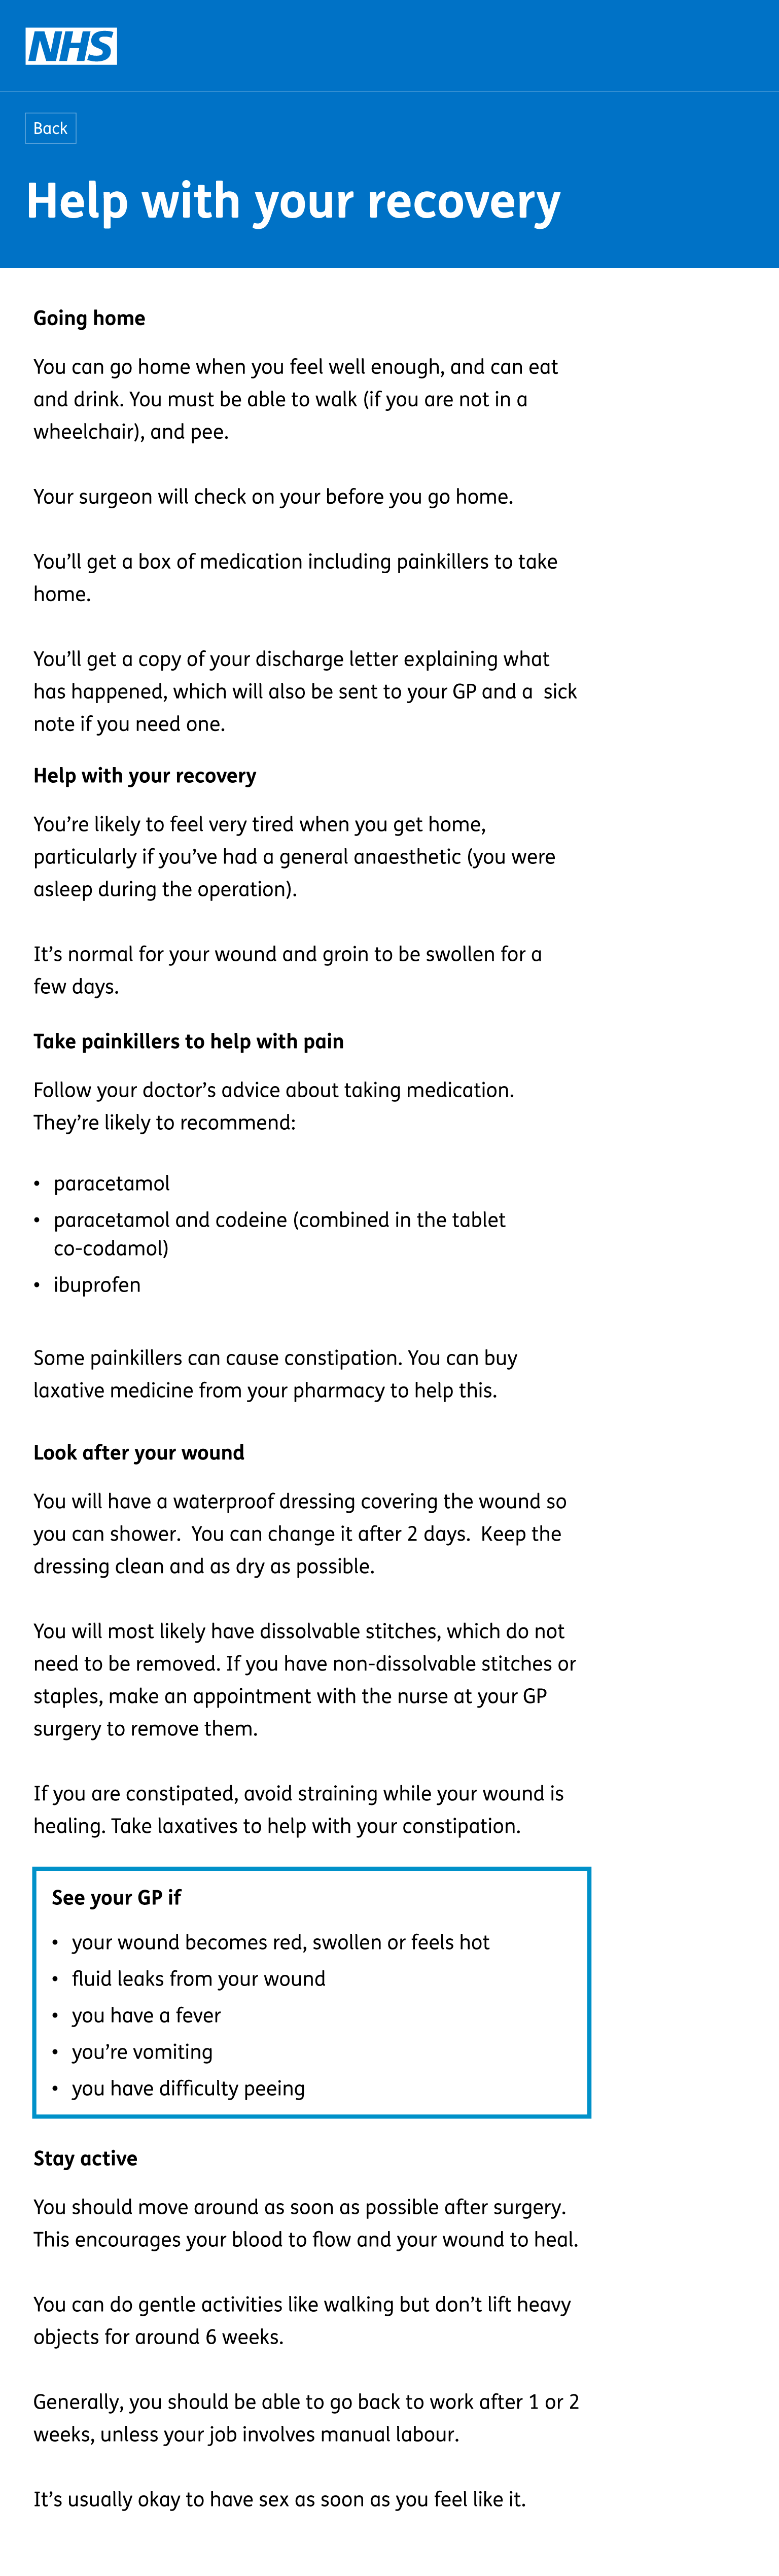 NHS
Back
Help with your recovery
Going home
You can go home when you feel well enough, and can eat
and drink. You must be able to walk (if you are not in a
wheelchair), and pee.
Your surgeon will check on your before you go home.
You’ll get a box of medication including painkillers to take
home.
You’ll get a copy of your discharge letter explaining what
has happened, which will also be sent to your GP and a  sick
note if you need one.
Help with your recovery
You’re likely to feel very tired when you get home,
particularly if you’ve had a general anaesthetic (you were
asleep during the operation).
It’s normal for your wound and groin to be swollen for a
few days.
Take painkillers to help with pain
Follow your doctor’s advice about taking medication.
They’re likely to recommend:
• paracetamol
• paracetamol and codeine (combined in the tablet
co-codamol)
• ibuprofen
Some painkillers can cause constipation. You can buy
laxative medicine from your pharmacy to help this.
Look after your wound
You will have a waterproof dressing covering the wound so
you can shower.  You can change it after 2 days.  Keep the
dressing clean and as dry as possible.
You will most likely have dissolvable stitches, which do not
need to be removed. If you have non-dissolvable stitches or
staples, make an appointment with the nurse at your GP
surgery to remove them.
If you are constipated, avoid straining while your wound is
healing. Take laxatives to help with your constipation.
See your GP if
• your wound becomes red, swollen or feels hot
• fluid leaks from your wound
• you have a fever
• you’re vomiting
• you have difficulty peeing
Stay active
You should move around as soon as possible after surgery.
This encourages your blood to flow and your wound to heal.
You can do gentle activities like walking but don’t lift heavy
objects for around 6 weeks.
Generally, you should be able to go back to work after 1 or 2
weeks, unless your job involves manual labour.
It’s usually okay to have sex as soon as you feel like it.